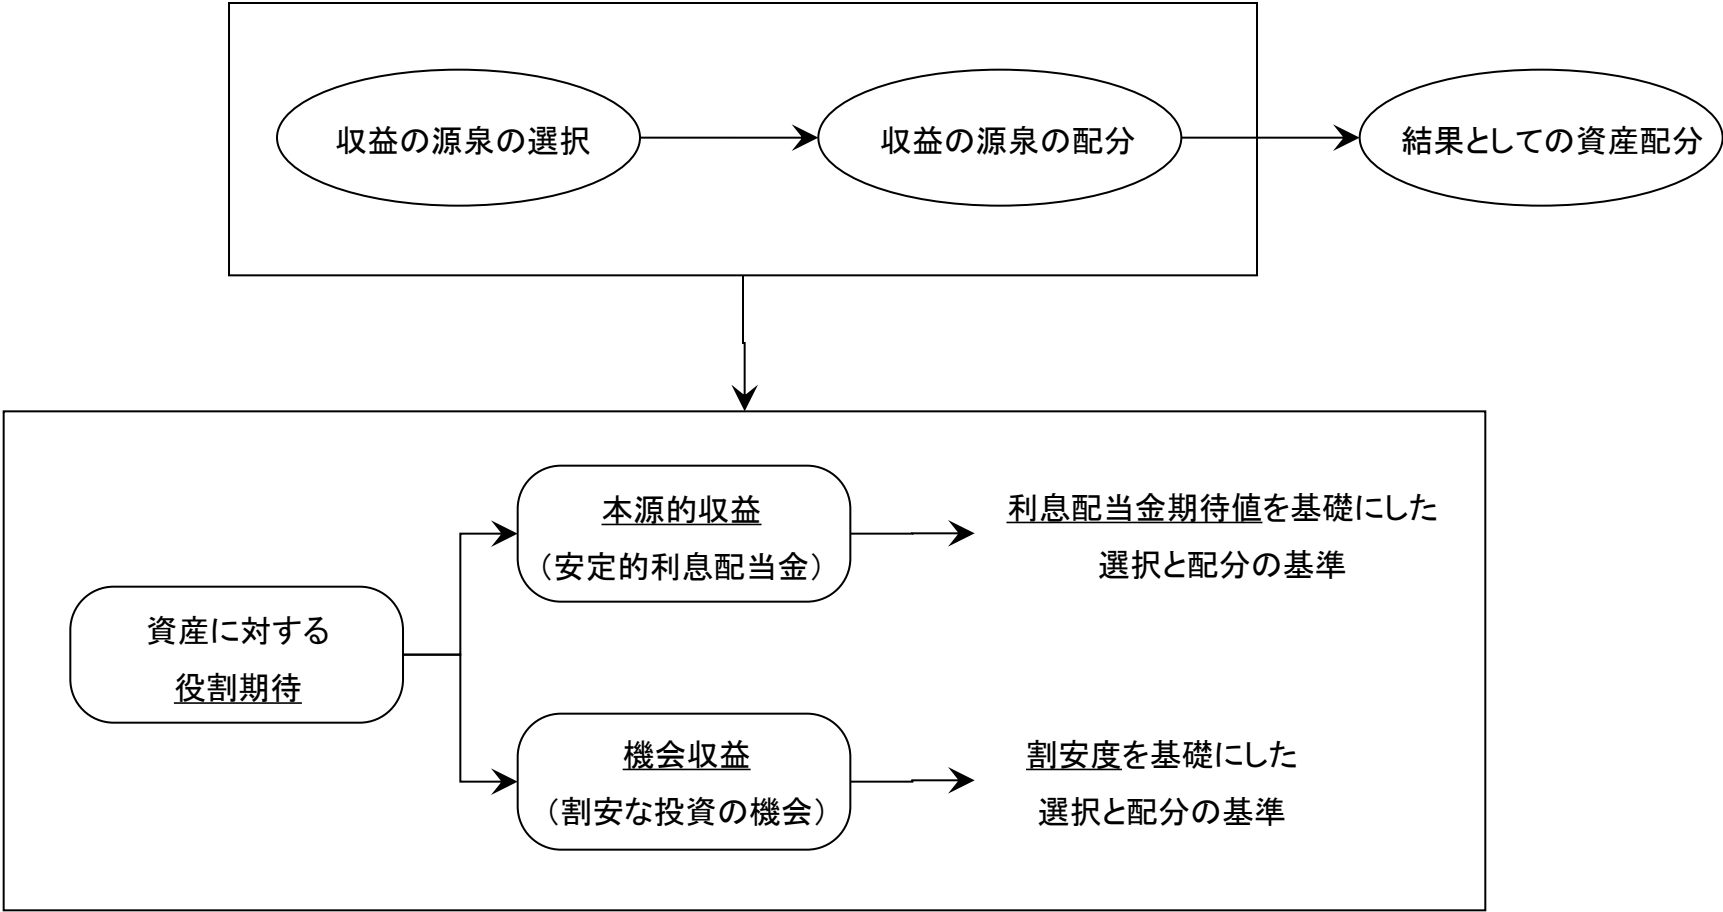 収益の源泉の選択
収益の源泉の配分
結果としての資産配分
資産に対する
役割期待
本源的収益
（安定的利息配当金）
利息配当金期待値を基礎にした
選択と配分の基準
機会収益
（割安な投資の機会）
割安度を基礎にした
選択と配分の基準